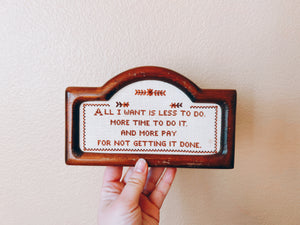 ALL I WANT IS LESS TO DO.
MORE TIME TO DO IT.
AND MORE PAY
FOR NOT GETTING IT DONE.